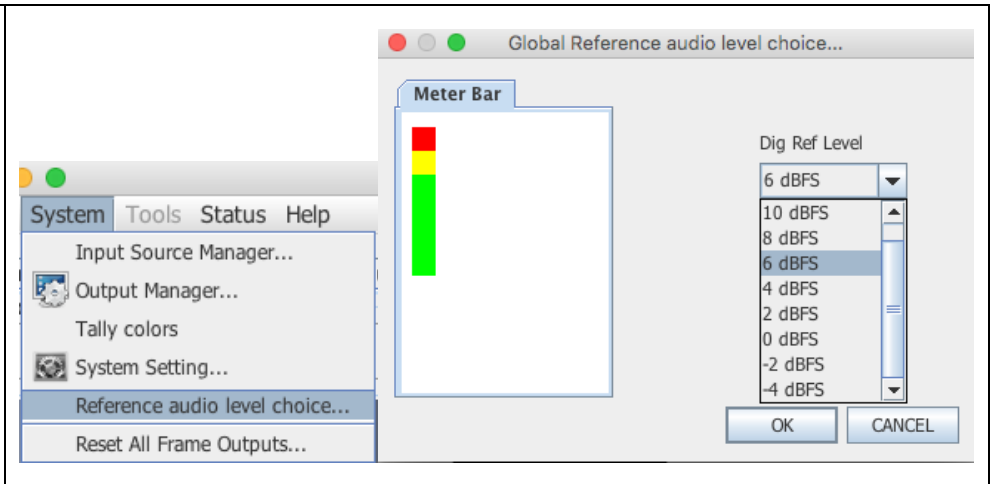 Global Reference audio level choice...
Meter Bar
Dig Ref Level
6 dBFS
10 dBFS
8 dBFS
6 dBFS
4 dBFS
2 dBFS
0 dBFS
-2 dBFS
-4 dBFS
OK CANCEL
System Tools Status Help
Input Source Manager...
Output Manager...
Tally colors
System Setting...
Reference audio level choice...
Reset All Frame Outputs...